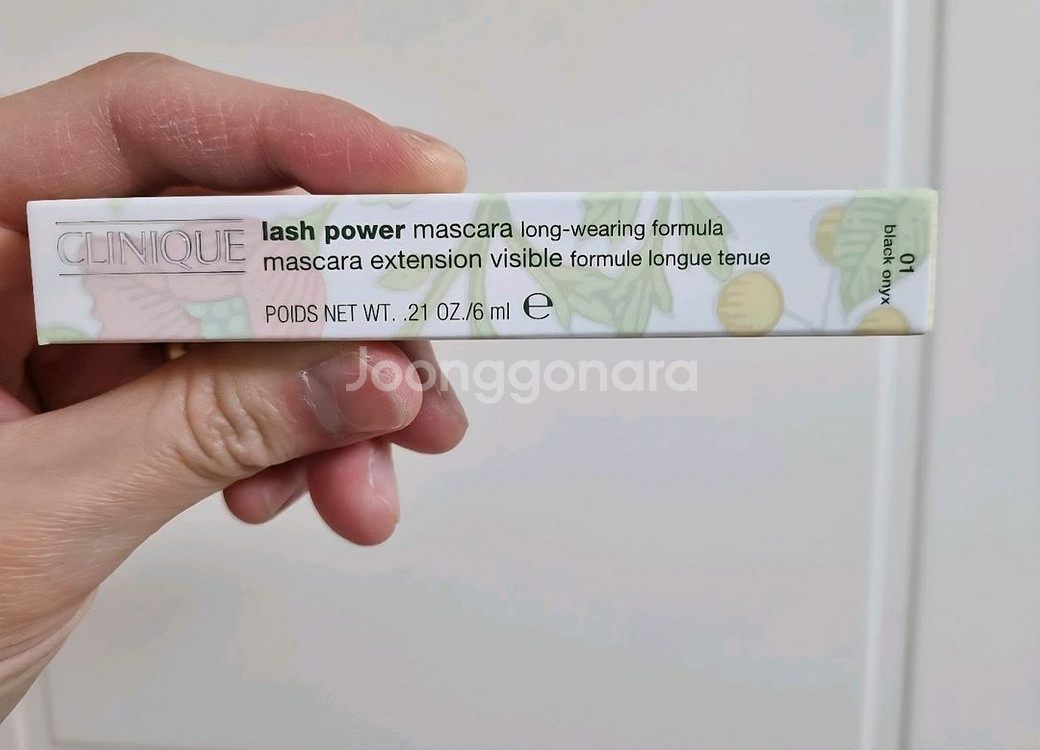 CLINIQUE
lash power mascara long-wearing formula
mascara extension visible formule longue tenue
POIDS NET WT. .21 OZ./6 ml e
01
black onyx
Joonggonara